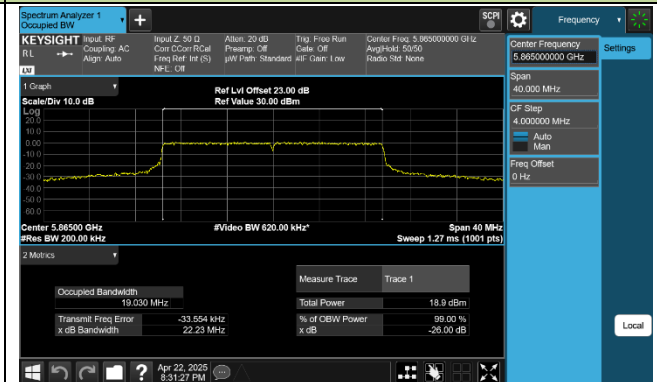 Spectrum Analyzer 1
Occupied BW
+
SCPI
Frequency
KEYSIGHT
RL
LXI
Input: RF
Coupling: AC
Align: Auto
Input Z: 50 Ω
Corr CCorr RCal
Freq Ref: Int (S)
NFE: Off
Atten: 20 dB
Preamp: Off
µW Path: Standard
Trig: Free Run
Gate: Off
#IF Gain: Low
Center Freq: 5.865000000 GHz
Avg|Hold: 50/50
Radio Std: None
Center Frequency
5.865000000 GHz
Settings
Span
40.000 MHz
CF Step
4.000000 MHz
Auto
Man
Freq Offset
0 Hz
Local
1 Graph
Scale/Div 10.0 dB
Ref Lvl Offset 23.00 dB
Ref Value 30.00 dBm
Log
20.0
10.0
0.00
-10.0
-20.0
-30.0
-40.0
-50.0
-60.0
Center 5.86500 GHz
#Res BW 200.00 kHz
#Video BW 620.00 kHz*
Span 40 MHz
Sweep 1.27 ms (1001 pts)
2 Metrics
Measure Trace Trace 1
Occupied Bandwidth
19.030 MHz
Total Power 18.9 dBm
Transmit Freq Error -33.554 kHz
% of OBW Power 99.00 %
x dB Bandwidth 22.23 MHz
x dB -26.00 dB
?
Apr 22, 2025
8:31:27 PM